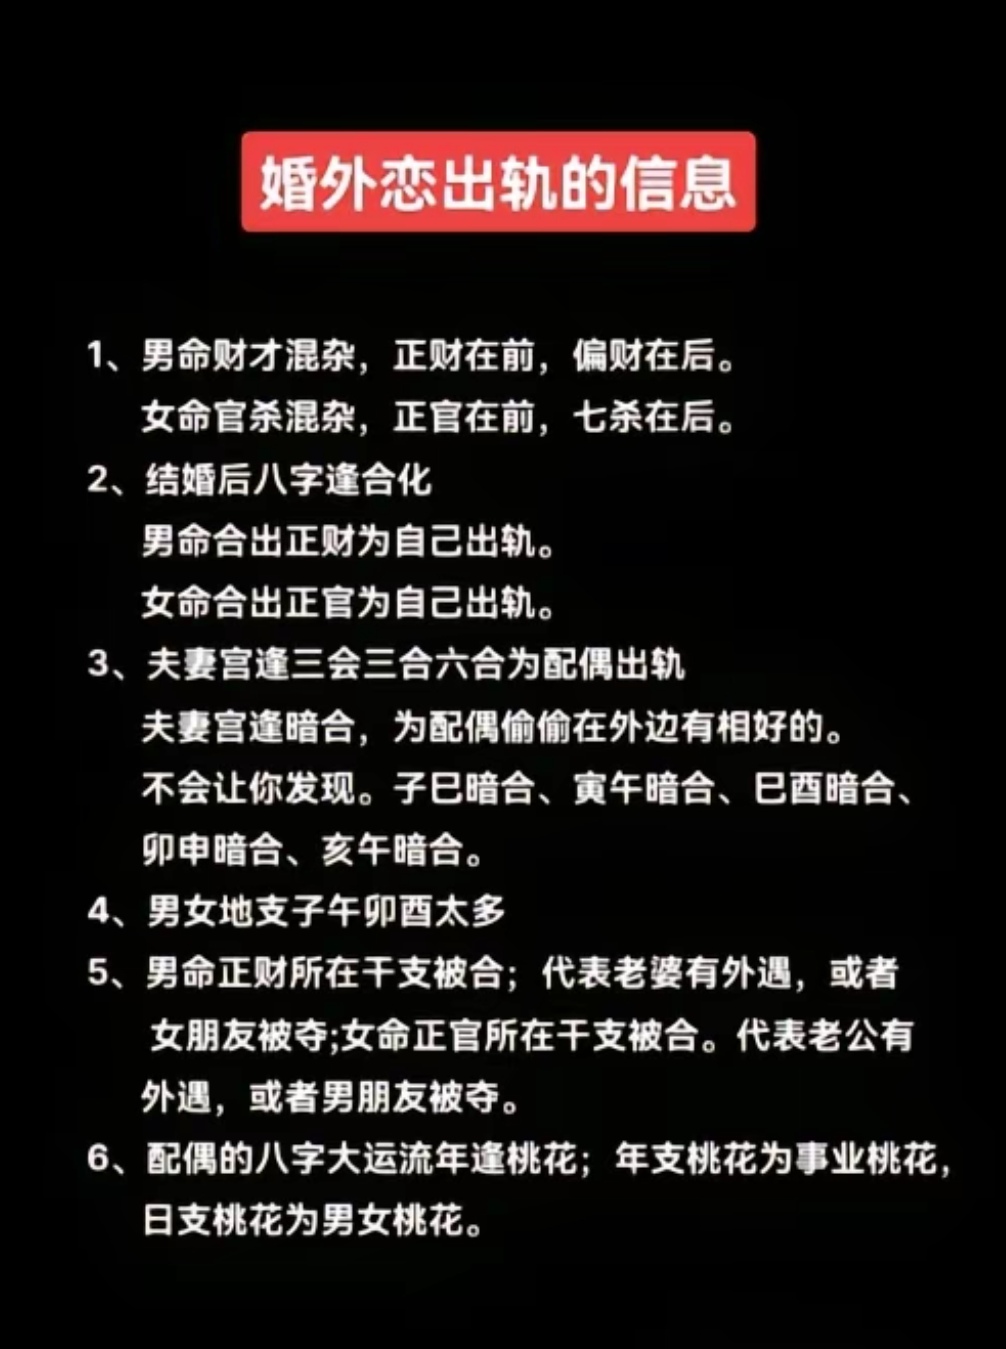 婚外恋出轨的信息
1、男命财才混杂，正财在前，偏财在后。
女命官杀混杂，正官在前，七杀在后。
2、结婚后八字逢合化
男命合出正财为自己出轨。
女命合出正官为自己出轨。
3、夫妻宫逢三会三合六合为配偶出轨
夫妻宫逢暗合，为配偶偷偷在外边有相好的。
不会让你发现。子巳暗合、寅午暗合、巳酉暗合、
卯申暗合、亥午暗合。
4、男女地支子午卯酉太多
5、男命正财所在干支被合；代表老婆有外遇，或者
女朋友被夺;女命正官所在干支被合。代表老公有
外遇，或者男朋友被夺。
6、配偶的八字大运流年逢桃花；年支桃花为事业桃花，
日支桃花为男女桃花。